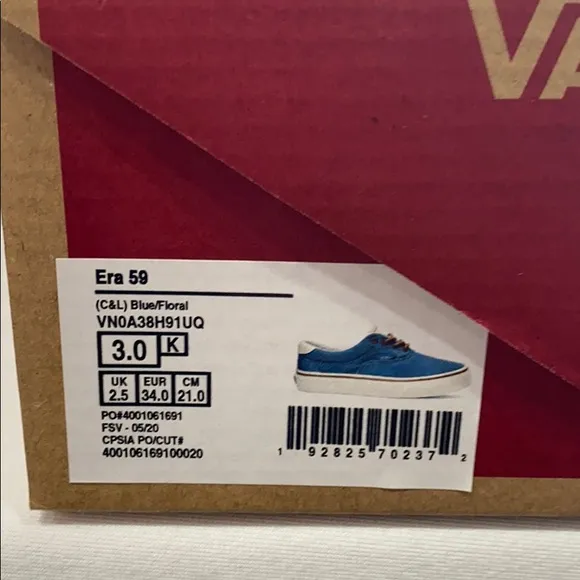 VA
Era 59
(C&L) Blue/Floral
VN0A38H91UQ
3.0 K
UK EUR CM
2.5 34.0 21.0
PO#4001061691
FSV - 05/20
CPSIA PO/CUT#
400106169100020
1 92825 70237 2